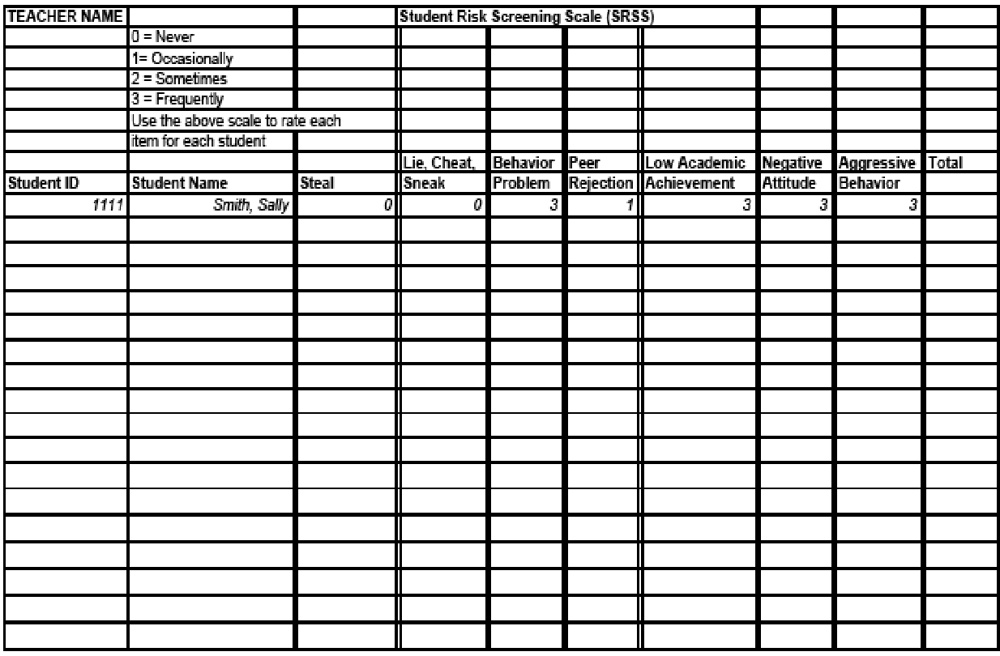 TEACHER NAME Student Risk Screening Scale (SRSS)
0 = Never
1= Occasionally
2 = Sometimes
3 = Frequently
Use the above scale to rate each
item for each student
Lie, Cheat, Behavior Peer Low Academic Negative Aggressive Total
Student ID Student Name Steal Sneak Problem Rejection Achievement Attitude Behavior
1111 Smith, Sally 0 0 3 1 3 3 3